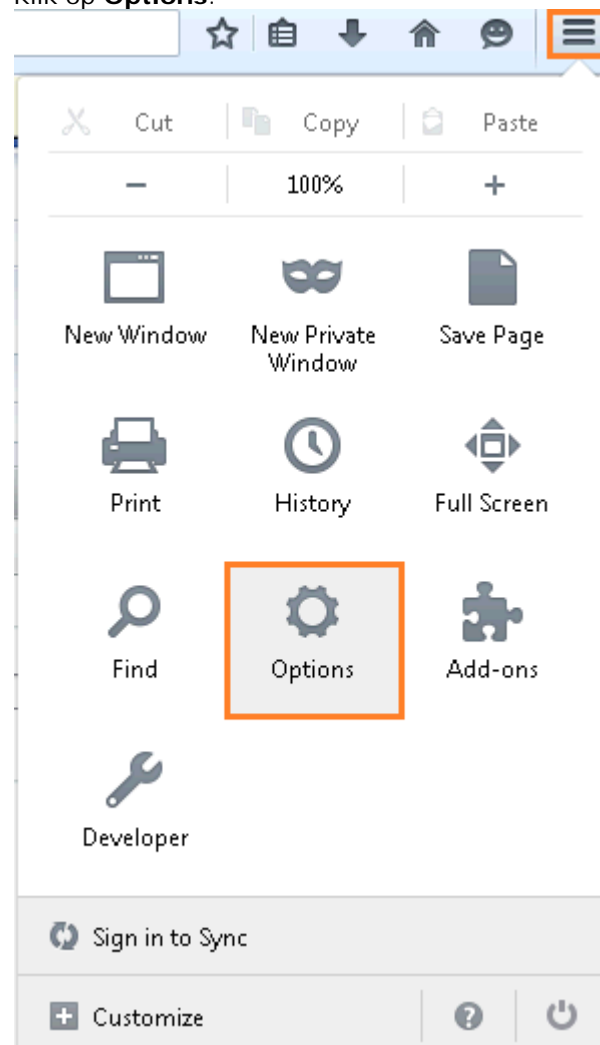 Klik op Options.
Cut Copy Paste
100%
New Window New Private Window Save Page
Print History Full Screen
Find Options Add-ons
Developer
Sign in to Sync
Customize